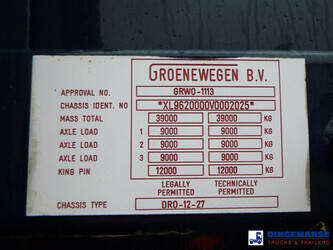 GROENEWEGEN B.V.
APPROVAL NO. GRWO-1113
CHASSIS IDENT. NO *XL9620000V0002025*
MASS TOTAL 39000 39000 KG
AXLE LOAD 1 9000 9000 KG
AXLE LOAD 2 9000 9000 KG
AXLE LOAD 3 9000 9000 KG
KING PIN 12000 12000 KG
LEGALLY PERMITTED TECHNICALLY PERMITTED
CHASSIS TYPE DRO-12-27
DINGEMANSE
TRUCKS & TRAILERS